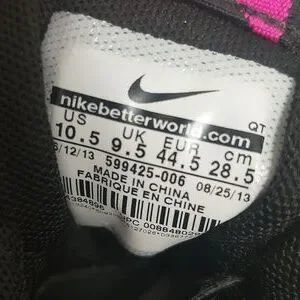 nikebetterworld.com
US UK EUR cm QT
10.5 9.5 44.5 28.5
599425-006
MADE IN CHINA 08/25/13
FABRIQUE EN CHINE